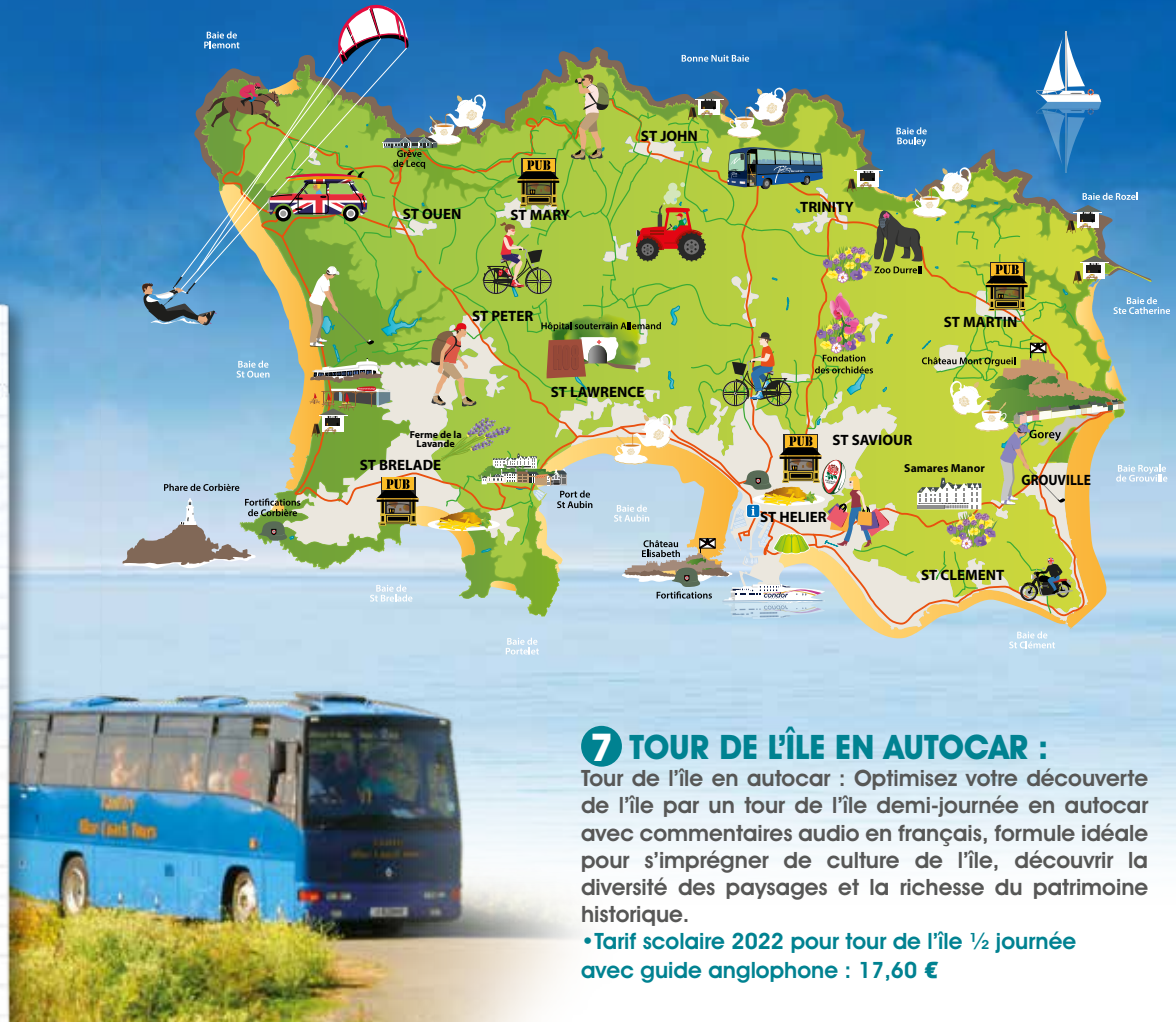 Baie de
Plemont
Bonne Nuit Baie
ST JOHN
Baie de
Bouley
Grève
de Lecq
PUB
Baie de Rozel
ST OUEN
ST MARY
TRINITY
Zoo Durrell
PUB
Baie de
Ste Catherine
ST PETER
Hôpital souterrain Allemand
ST MARTIN
Baie de
St Ouen
Fondation
des orchidées
Château Mont Orgueil
ST LAWRENCE
Ferme de la
Lavande
PUB
ST SAVIOUR
Gorey
ST BRELADE
Samares Manor
GROUVILLE
Baie Royale
de Grouville
PUB
Phare de Corbière
Fortifications
de Corbière
Port de
St Aubin
Baie de
St Aubin
i
ST HELIER
Château
Elisabeth
ST CLEMENT
Baie de
St Brelade
Fortifications
condor
Baie de
Portelet
Baie de
St Clément
Blue Coach Tours
7 TOUR DE L'ÎLE EN AUTOCAR :
Tour de l'île en autocar : Optimisez votre découverte
de l'île par un tour de l'île demi-journée en autocar
avec commentaires audio en français, formule idéale
pour s'imprégner de culture de l'île, découvrir la
diversité des paysages et la richesse du patrimoine
historique.
•Tarif scolaire 2022 pour tour de l'île ½ journée
avec guide anglophone : 17,60 €